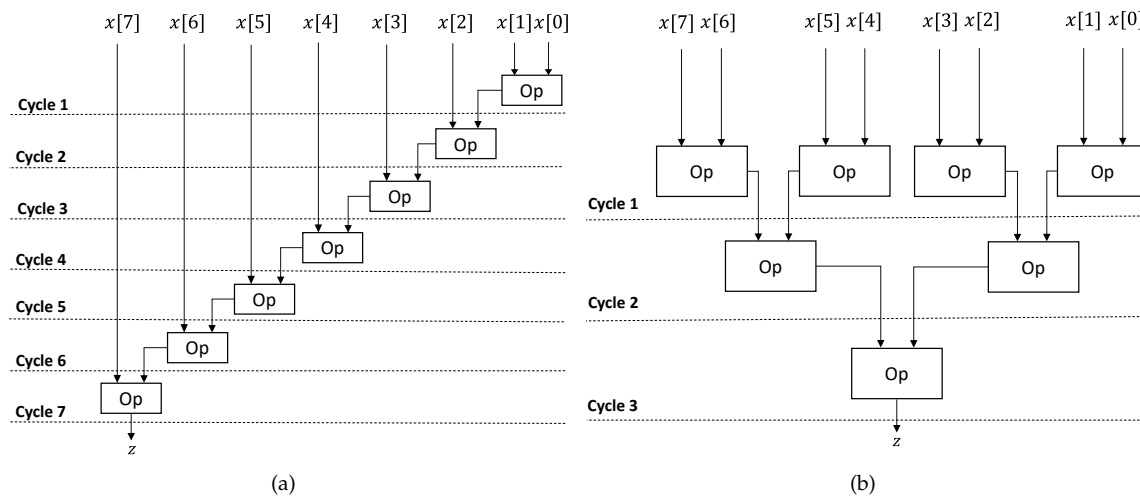 x[7] x[6] x[5] x[4] x[3] x[2] x[1] x[0]
Op
Cycle 1
Op
Cycle 2
Op
Cycle 3
Op
Cycle 4
Op
Cycle 5
Op
Cycle 6
Op
Cycle 7
z
(a)
x[7] x[6] x[5] x[4] x[3] x[2] x[1] x[0]
Op Op Op Op
Cycle 1
Op Op
Cycle 2
Op
Cycle 3
z
(b)